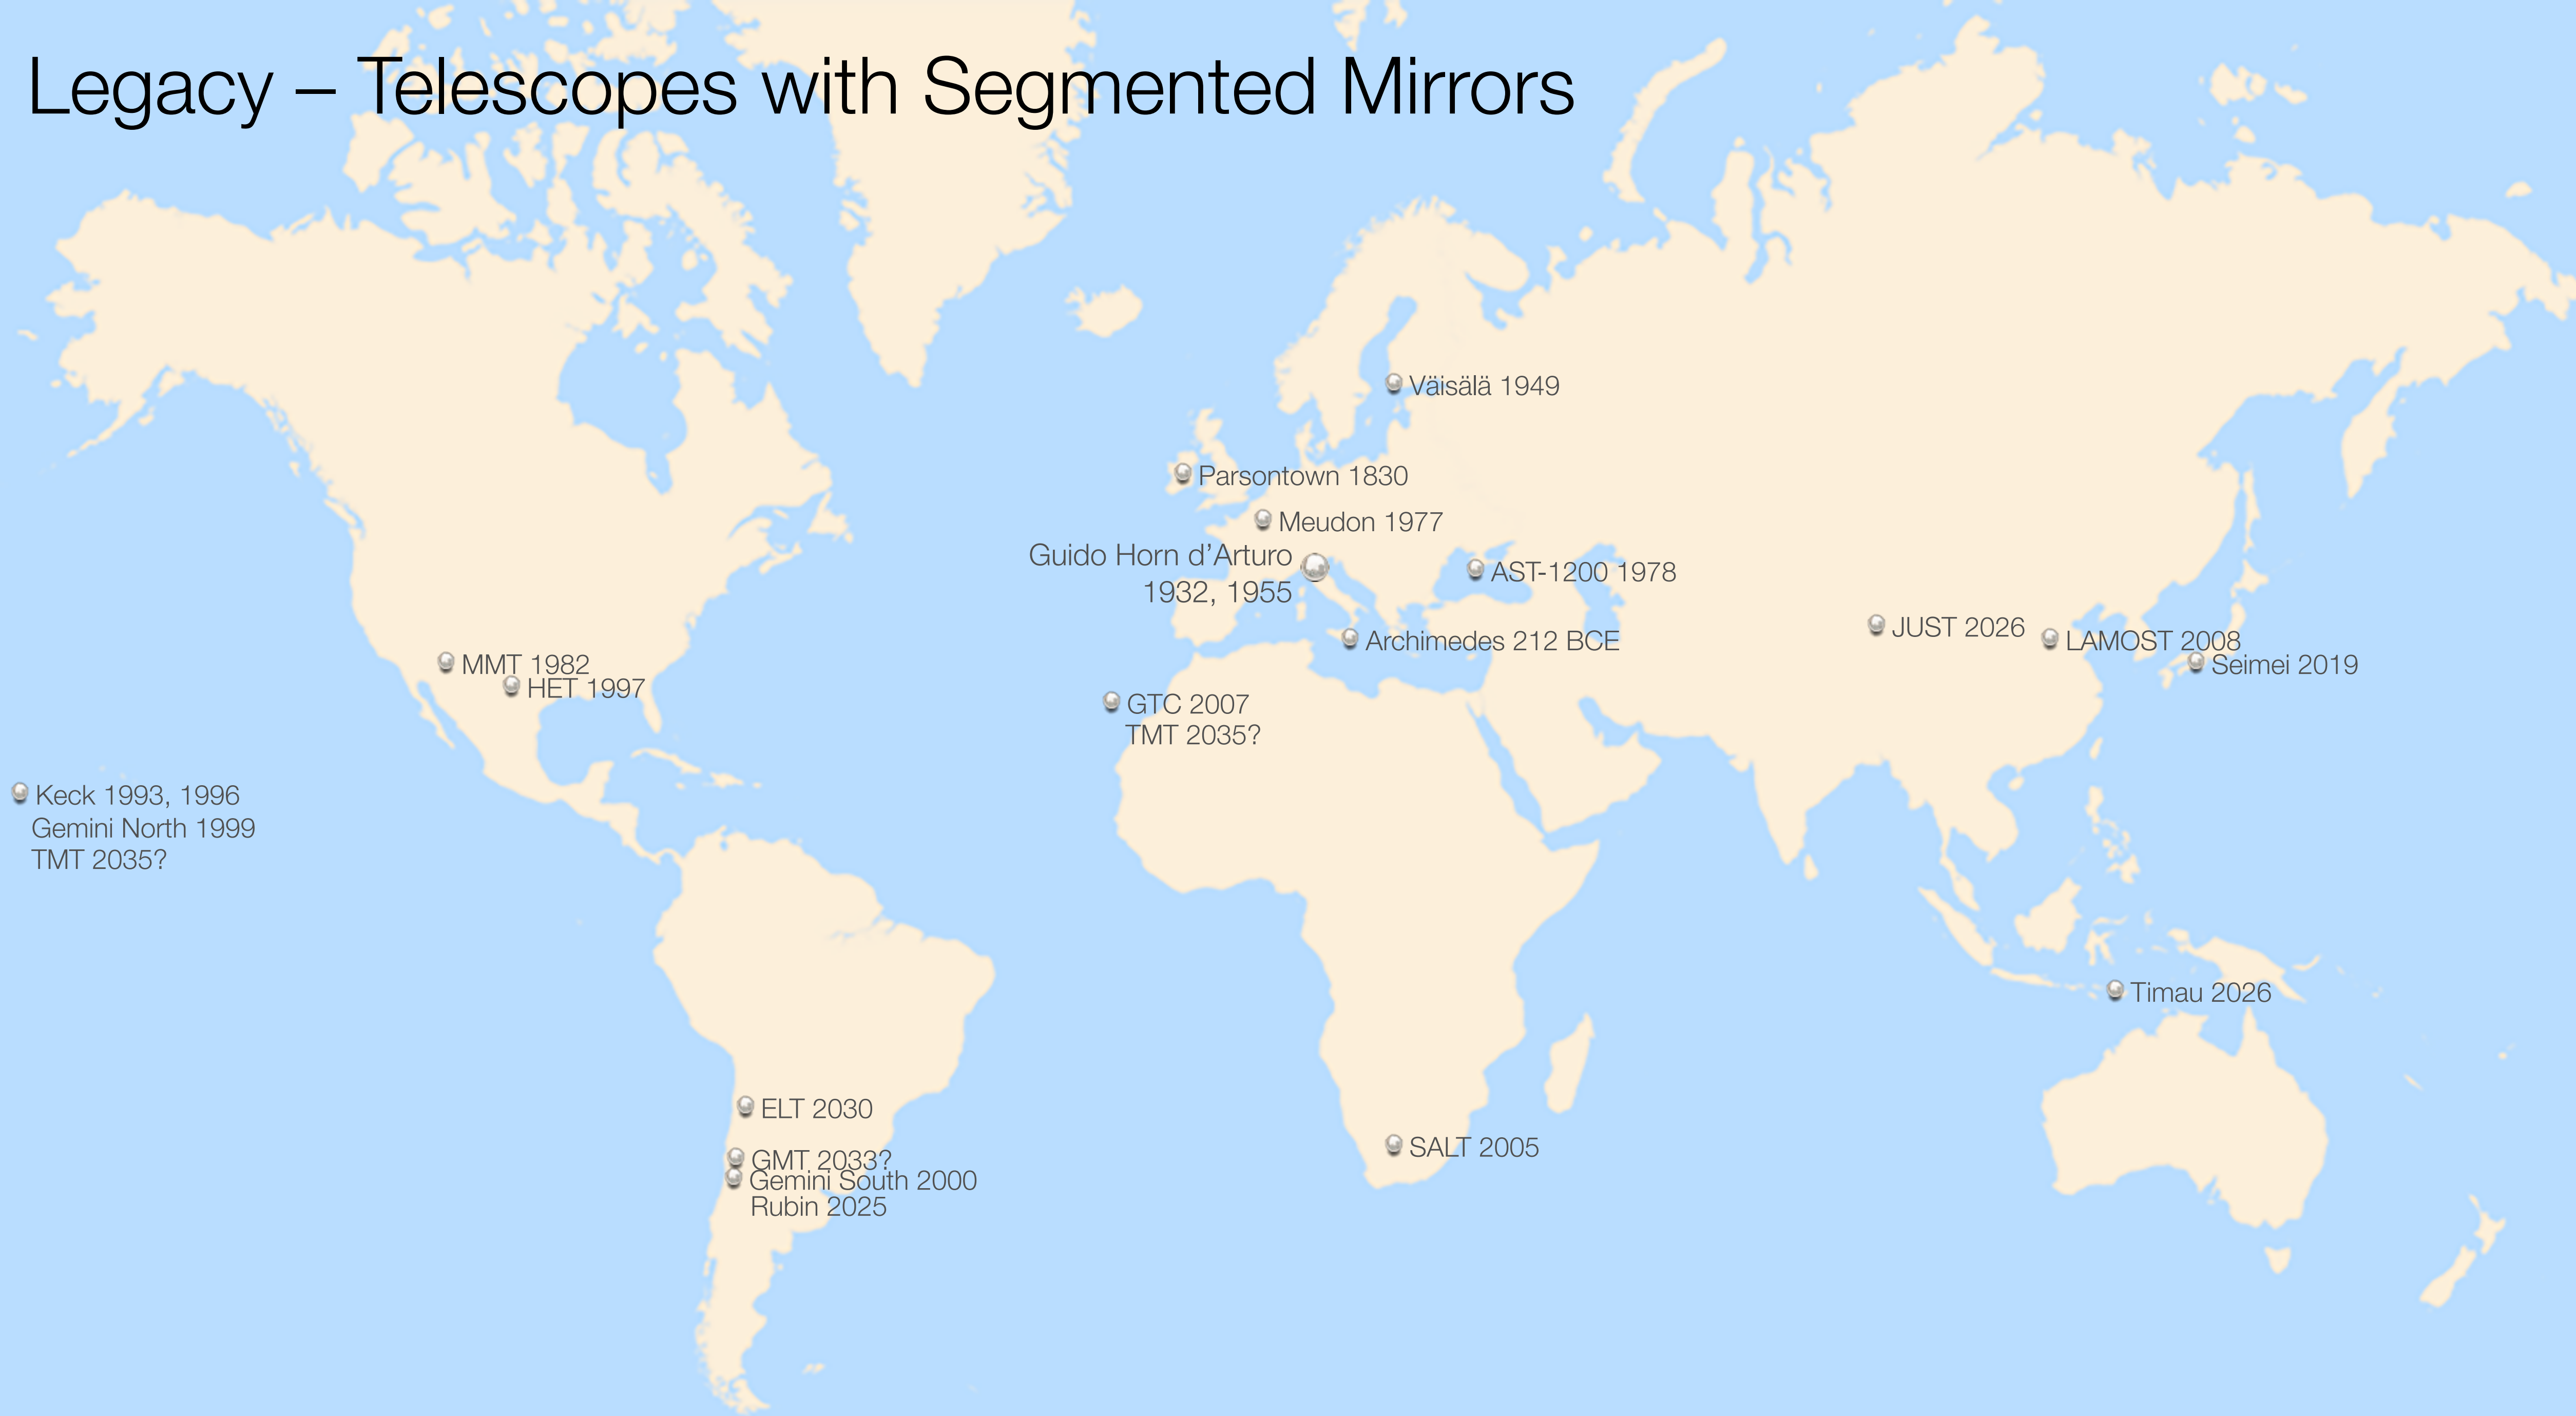 Legacy – Telescopes with Segmented Mirrors
Väisälä 1949
Parsontown 1830
Meudon 1977
Guido Horn d’Arturo
1932, 1955
AST-1200 1978
Archimedes 212 BCE
JUST 2026
LAMOST 2008
Seimei 2019
MMT 1982
HET 1997
GTC 2007
TMT 2035?
Keck 1993, 1996
Gemini North 1999
TMT 2035?
Timau 2026
ELT 2030
SALT 2005
GMT 2033?
Gemini South 2000
Rubin 2025